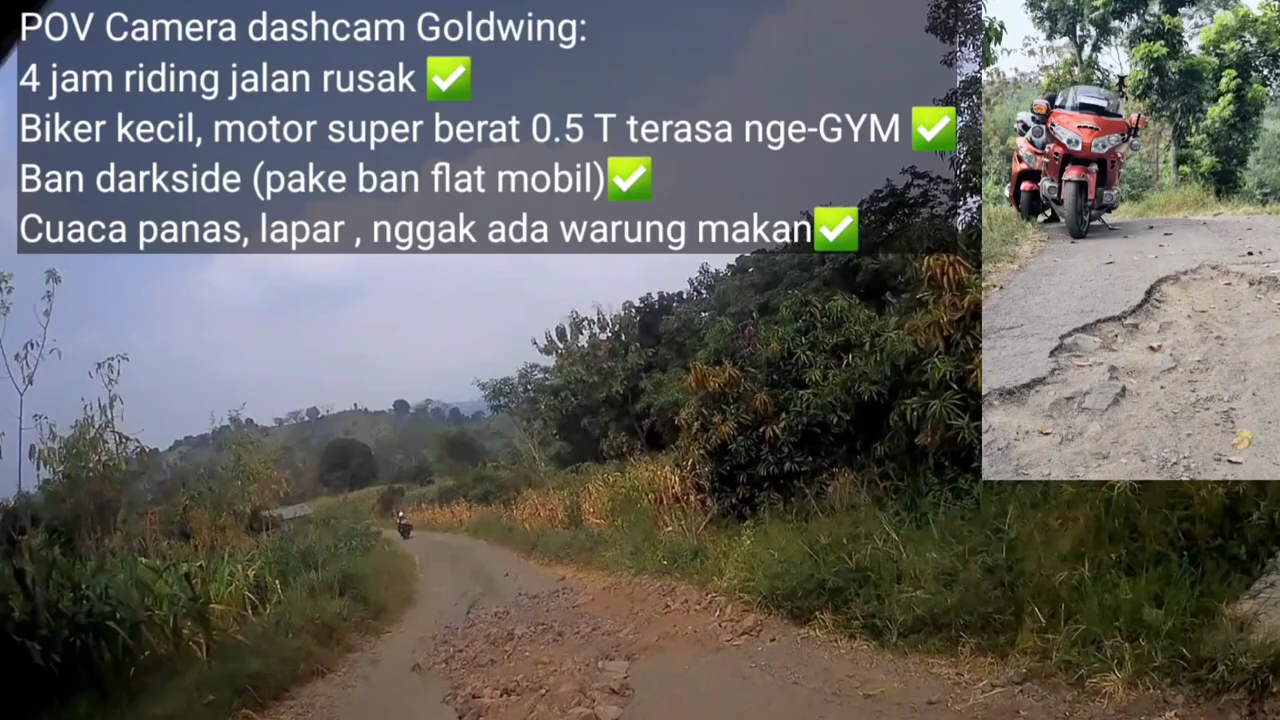 POV Camera dashcam Goldwing:
4 jam riding jalan rusak ✅
Biker kecil, motor super berat 0.5 T terasa nge-GYM ✅
Ban darkside (pake ban flat mobil)✅
Cuaca panas, lapar , nggak ada warung makan✅